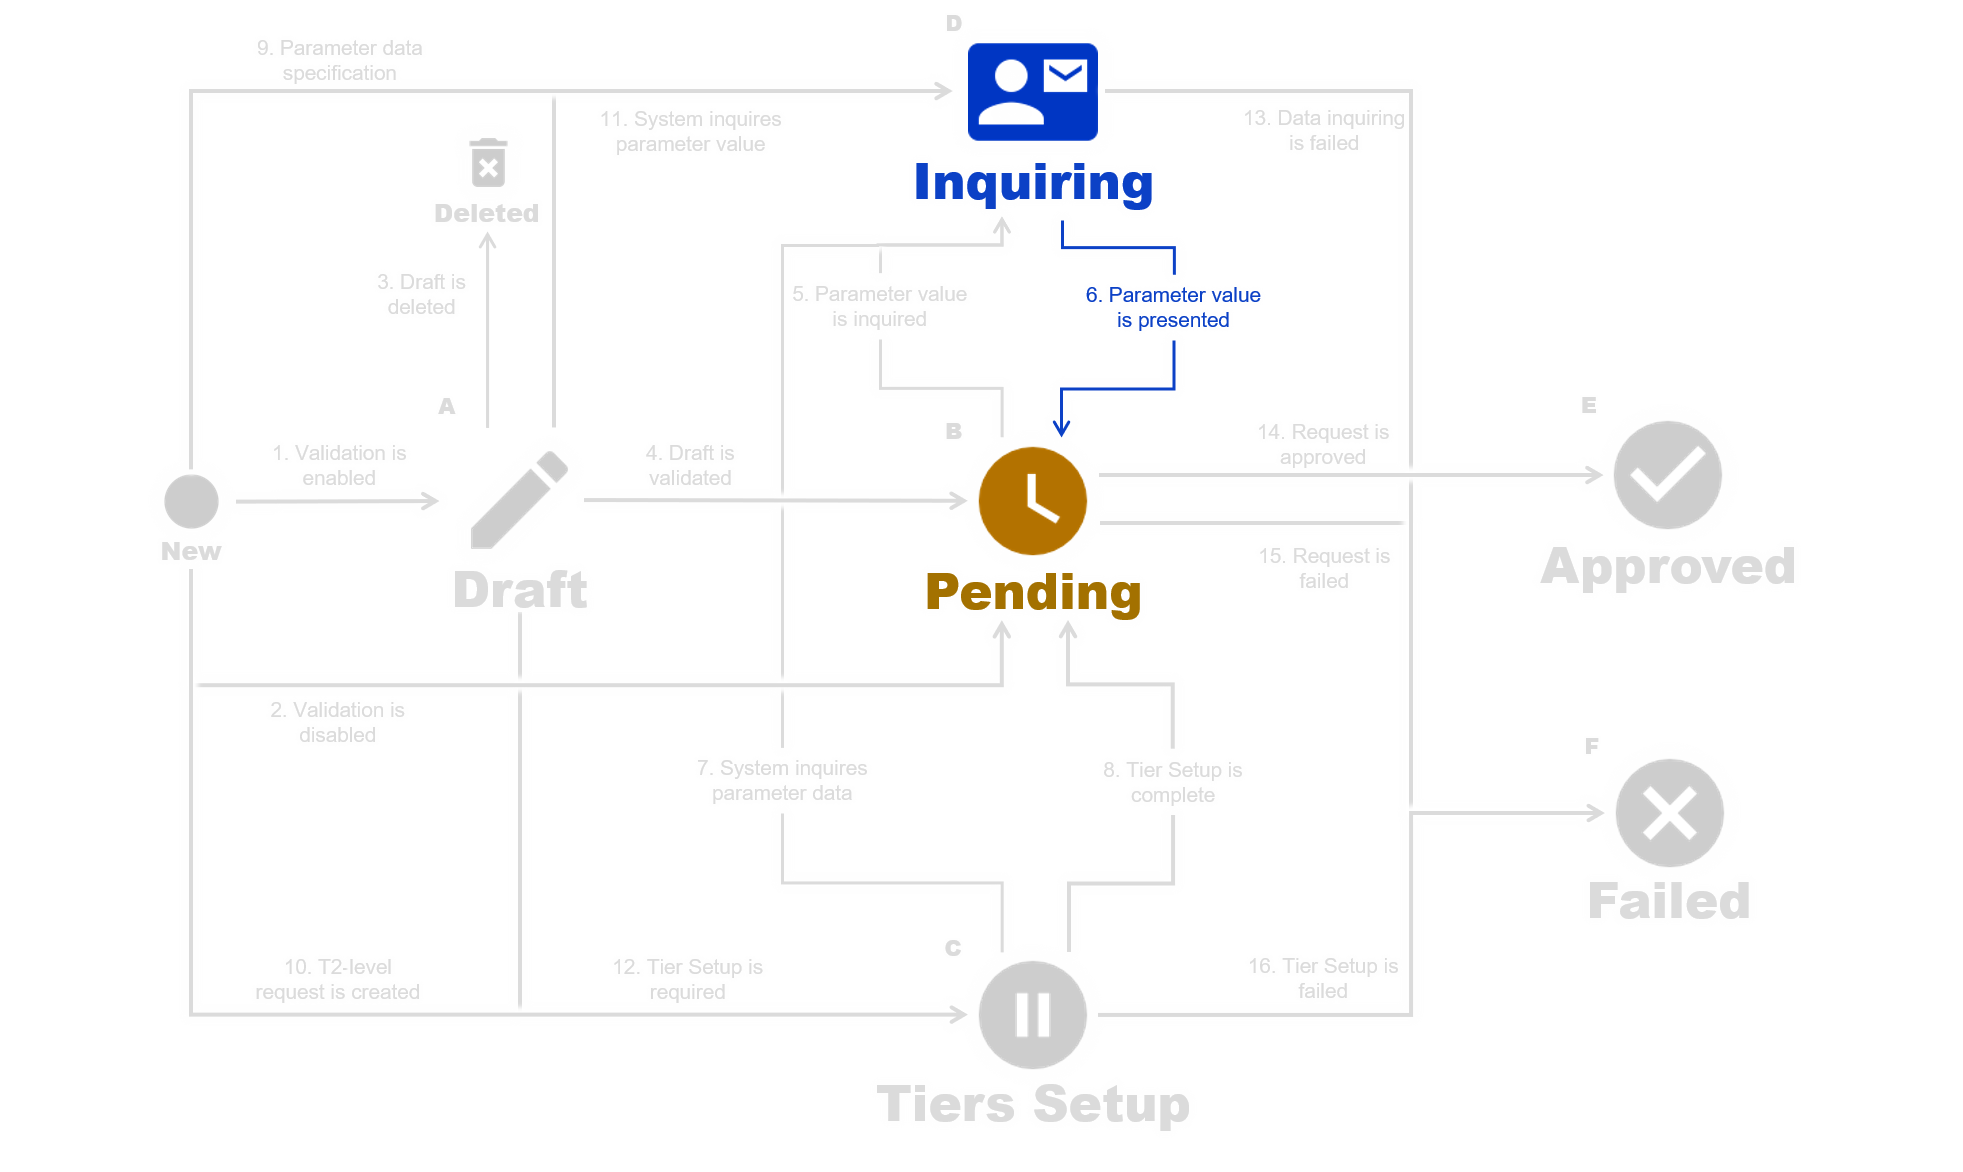 D
9. Parameter data
specification
11. System inquires
parameter value
13. Data inquiring
is failed
Inquiring
Deleted
3. Draft is
deleted
5. Parameter value
is inquired
6. Parameter value
is presented
A
B
E
1. Validation is
enabled
4. Draft is
validated
14. Request is
approved
New
Draft
Pending
15. Request is
failed
Approved
2. Validation is
disabled
7. System inquires
parameter data
8. Tier Setup is
complete
F
Failed
C
10. T2-level
request is created
12. Tier Setup is
required
16. Tier Setup is
failed
Tiers Setup